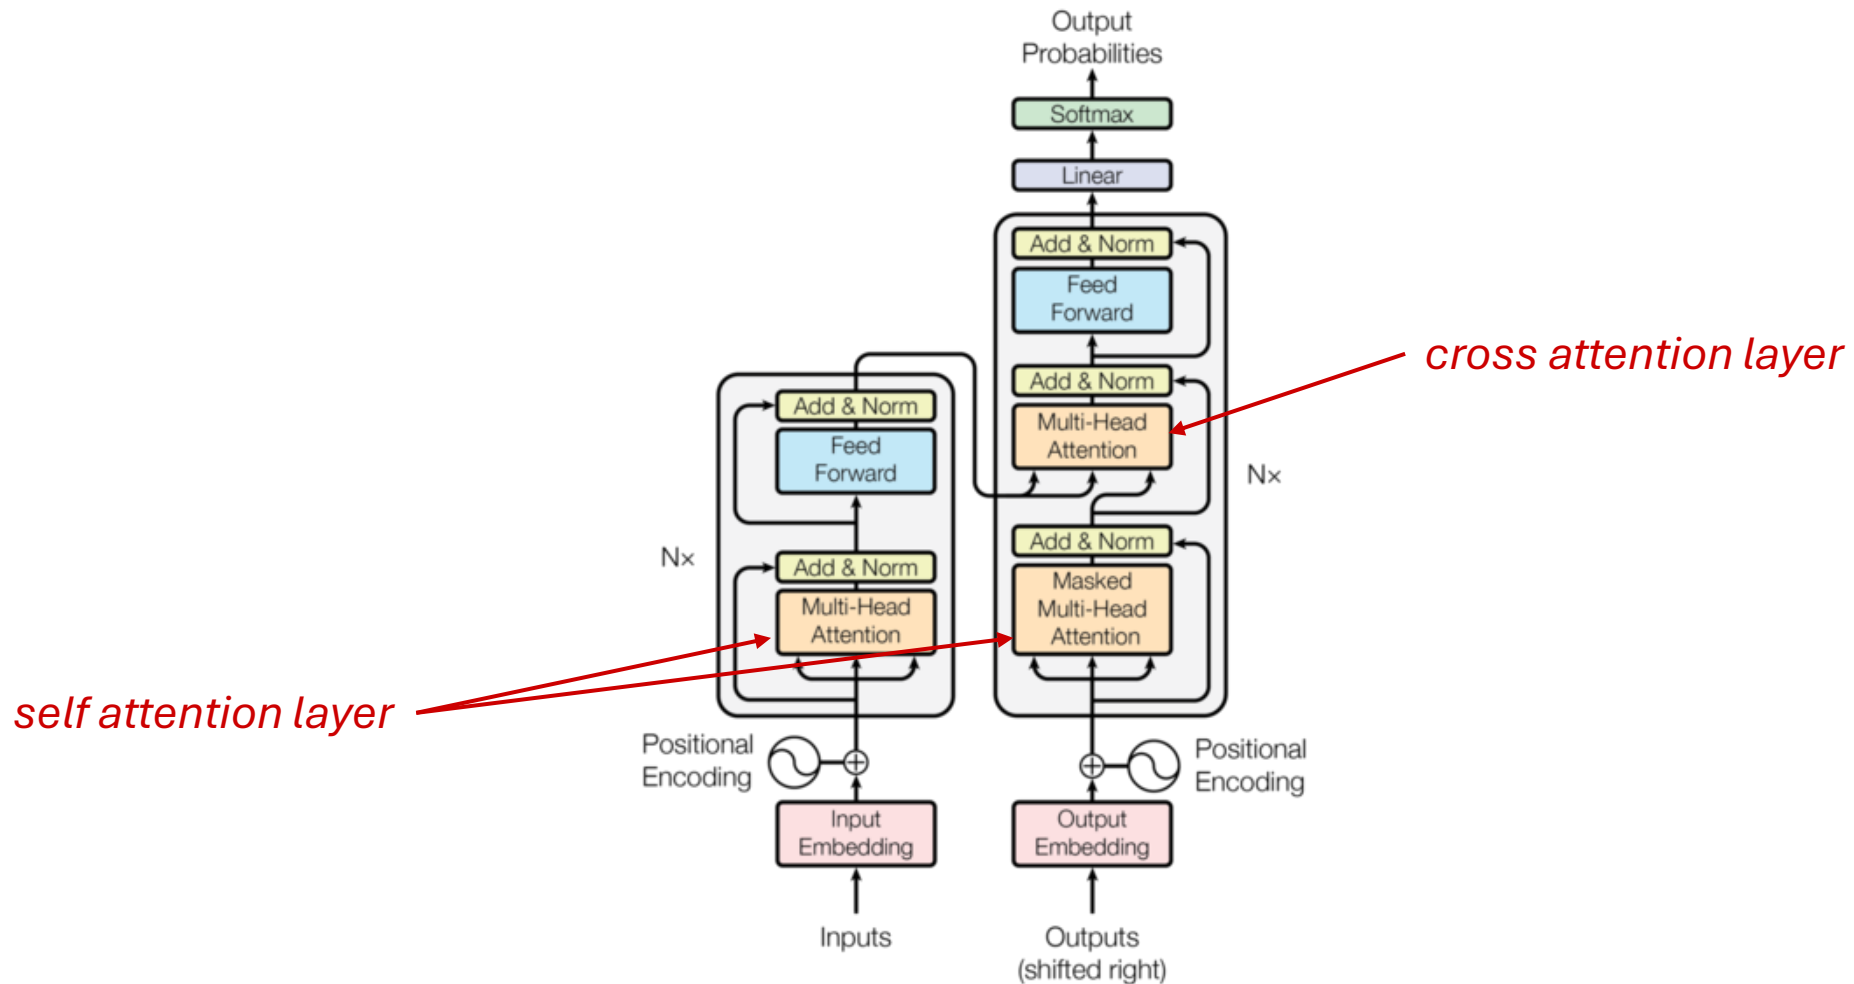 Output
Probabilities
Softmax
Linear
Add & Norm
Feed
Forward
cross attention layer
Add & Norm
Multi-Head
Attention
Add & Norm
Feed
Forward
Nx
Add & Norm
Masked
Multi-Head
Attention
Nx
Add & Norm
Multi-Head
Attention
self attention layer
Positional
Encoding
Positional
Encoding
Input
Embedding
Output
Embedding
Inputs
Outputs
(shifted right)